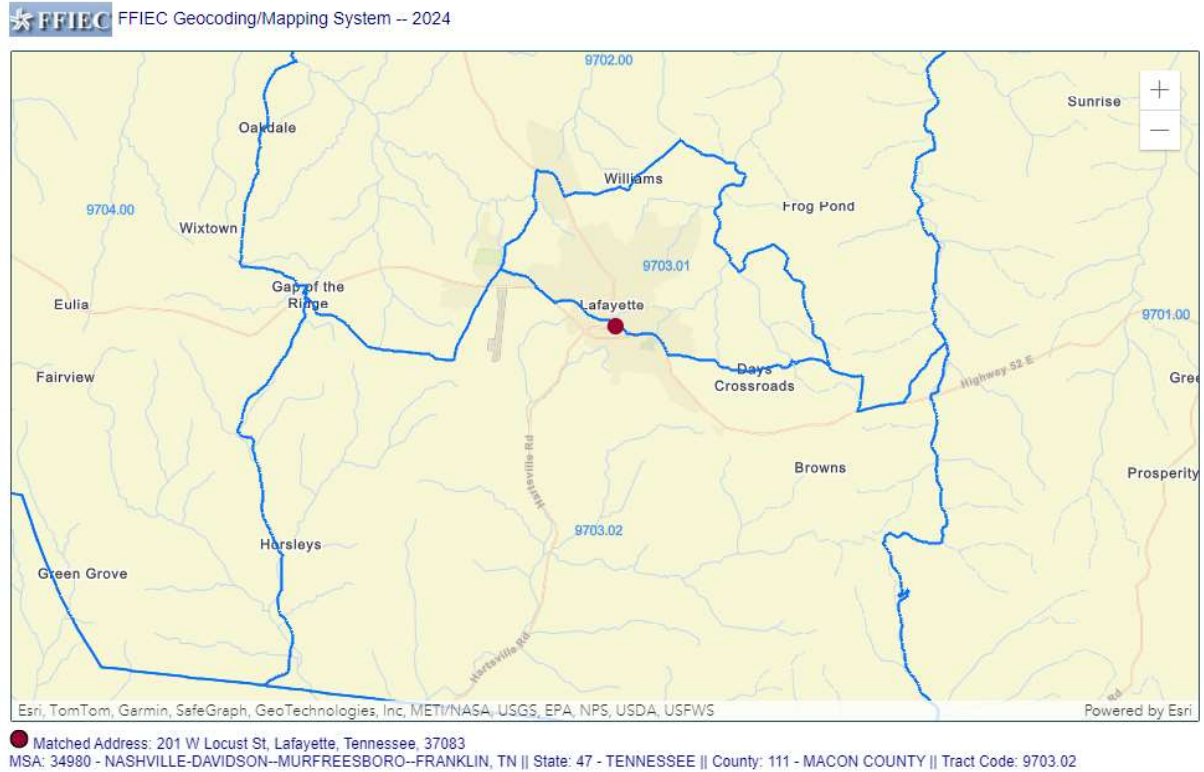 FFIEC FFIEC Geocoding/Mapping System -- 2024
9702.00
+
Sunrise
−
Oakdale
Williams
9704.00
Frog Pond
Wixtown
9703.01
Gap of the
Ridge
Eulia
Lafayette
9701.00
Fairview
Days
Crossroads
Highway 52 E
Gree
Browns
Prosperity
Hartsville Rd
9703.02
Horsleys
Green Grove
Hartsville Rd
Rd
Esri, TomTom, Garmin, SafeGraph, GeoTechnologies, Inc, METI/NASA, USGS, EPA, NPS, USDA, USFWS Powered by Esri
Matched Address: 201 W Locust St, Lafayette, Tennessee, 37083
MSA: 34980 - NASHVILLE-DAVIDSON--MURFREESBORO--FRANKLIN, TN || State: 47 - TENNESSEE || County: 111 - MACON COUNTY || Tract Code: 9703.02